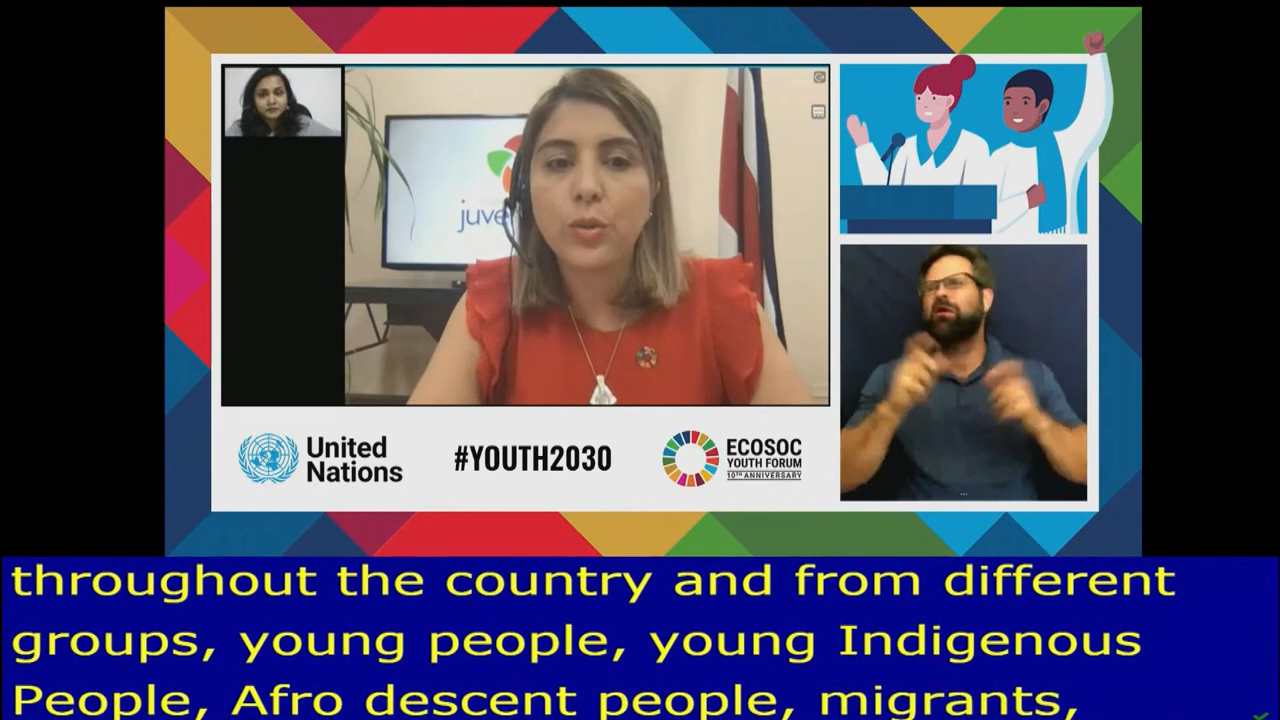 juve
United
Nations
#YOUTH2030
ECOSOC
YOUTH FORUM
10TH ANNIVERSARY
throughout the country and from different
groups, young people, young Indigenous
People, Afro descent people, migrants,